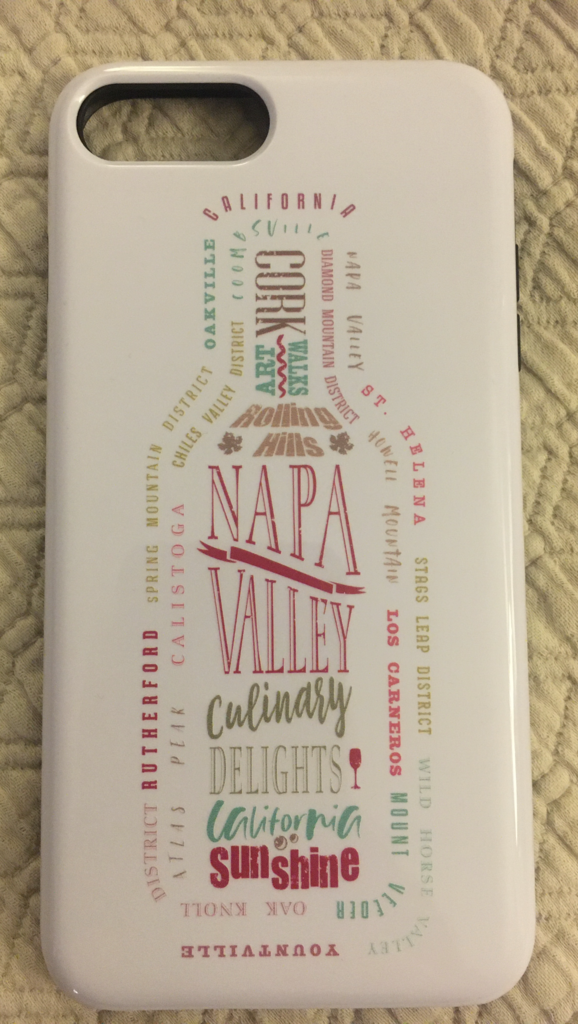 CALIFORNIA
COOMBSVILLE
OAKVILLE
NAPA VALLEY
CORK
DIAMOND MOUNTAIN DISTRICT
ART
WALKS
CHILES VALLEY DISTRICT
SPRING MOUNTAIN DISTRICT
ST. HELENA
HOWELL MOUNTAIN
Rolling
Hills
NAPA
VALLEY
CALISTOGA
STAGS LEAP DISTRICT
LOS CARNEROS
RUTHERFORD
ATLAS PEAK
Culinary
DELIGHTS
California
sunshine
MOUNT VEEDER
WILD HORSE VALLEY
OAK KNOLL DISTRICT
YOUNTVILLE